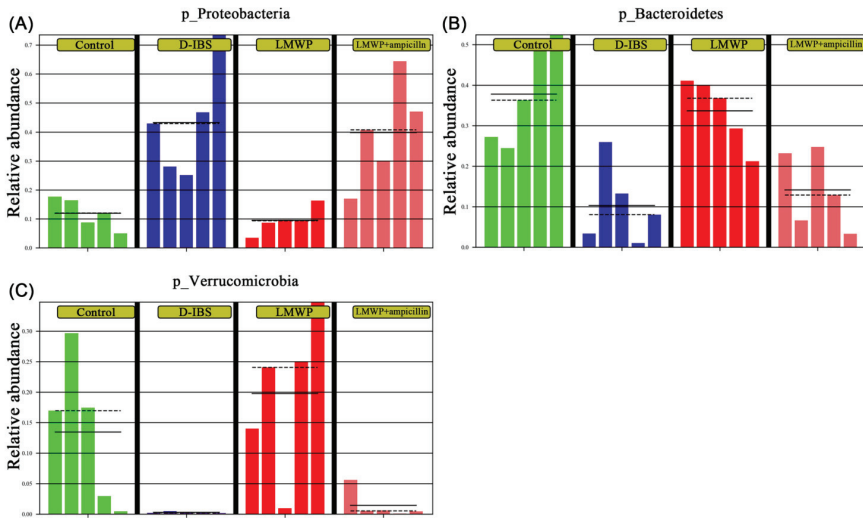 (A)
p_Proteobacteria
Relative abundance
0.7
0.6
0.5
0.4
0.3
0.2
0.1
0.0
Control
D-IBS
LMWP
LMWP+ampicilln
(B)
p_Bacteroidetes
Relative abundance
0.5
0.4
0.3
0.2
0.1
0.0
Control
D-IBS
LMWP
LMWP+ampicillin
(C)
p_Verrucomicrobia
Relative abundance
0.30
0.25
0.20
0.15
0.10
0.05
0.00
Control
D-IBS
LMWP
LMWP+ampicillin